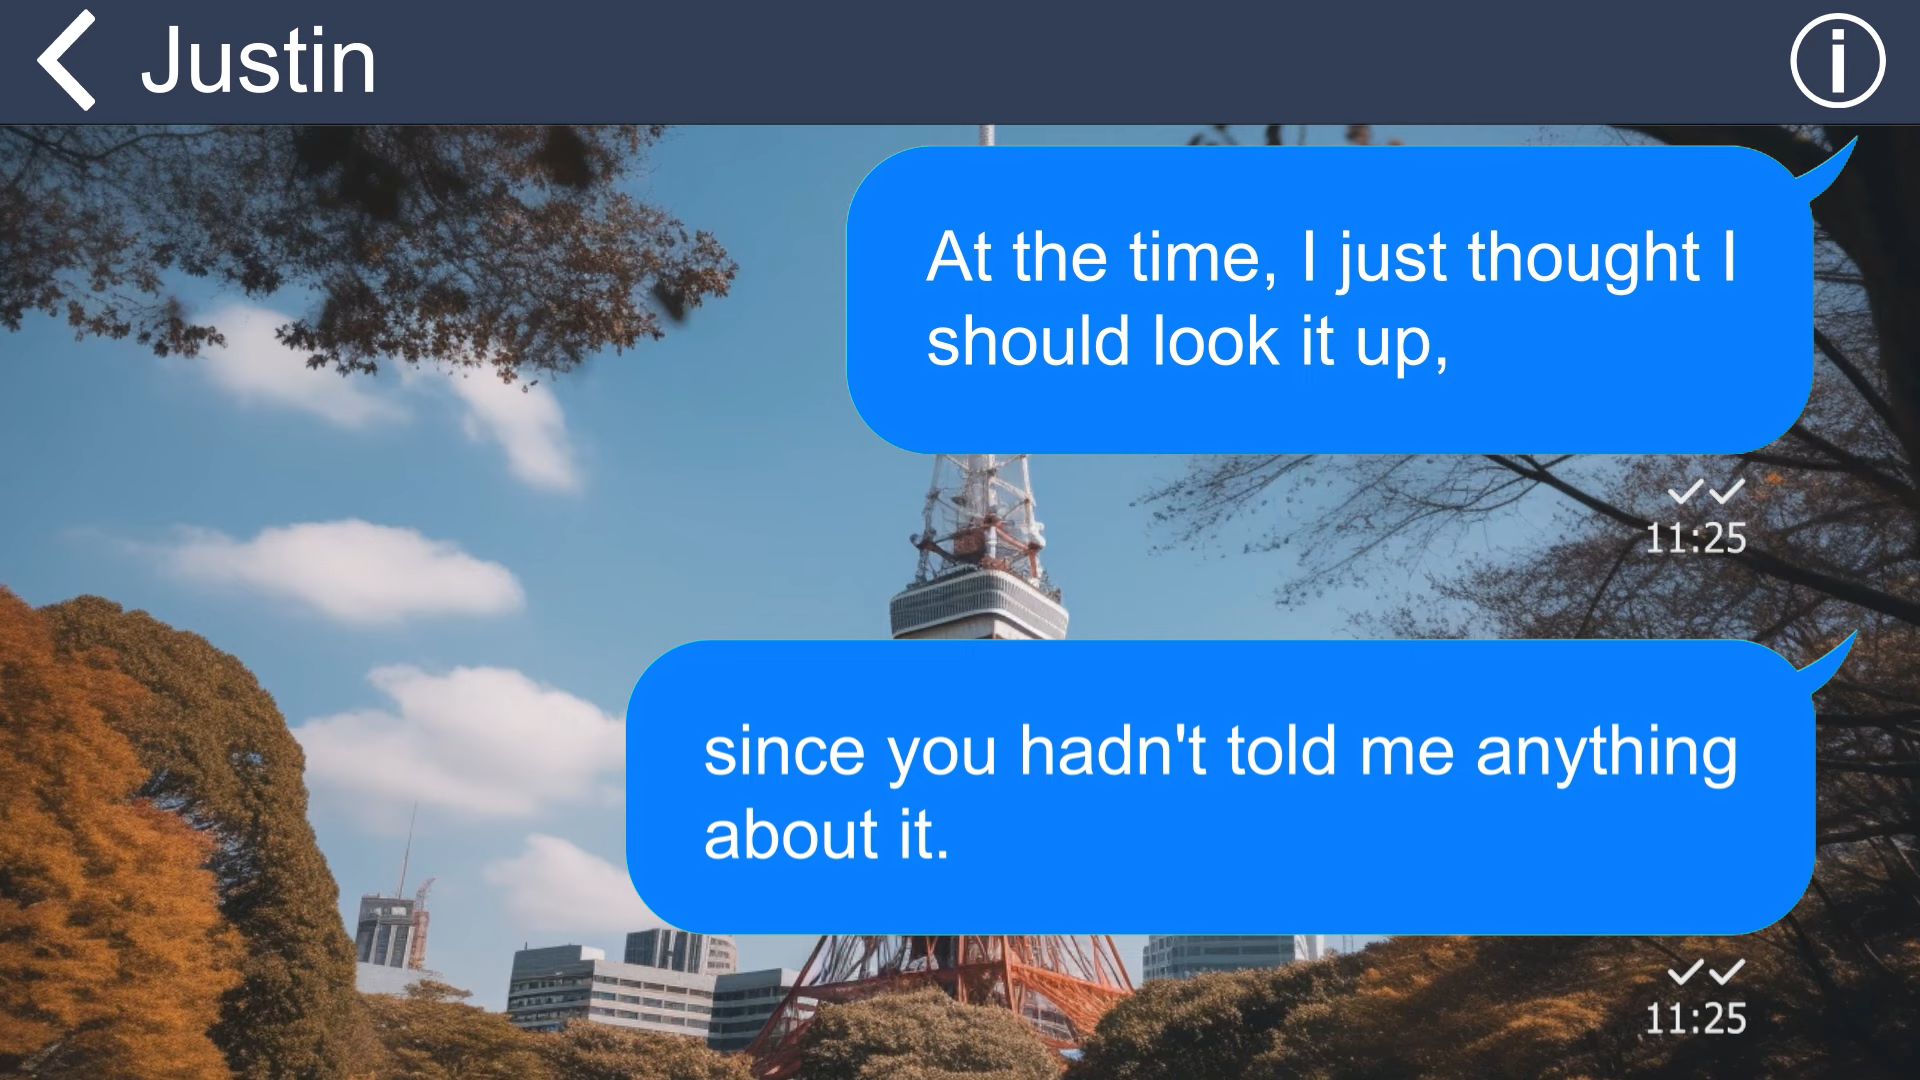 Justin
At the time, I just thought I
should look it up,
11:25
since you hadn't told me anything
about it.
11:25